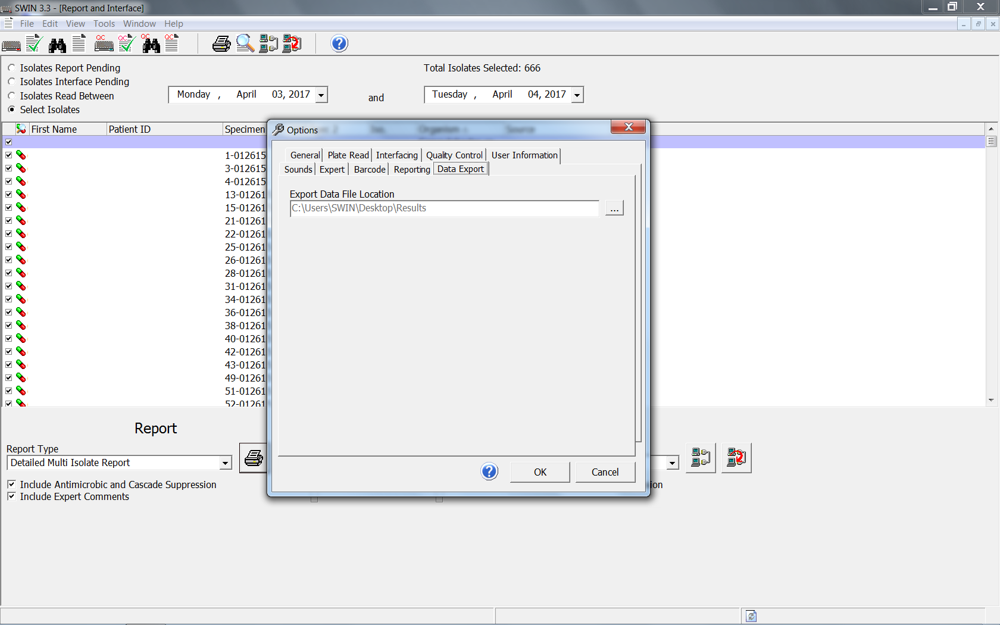 SWIN 3.3 - [Report and Interface]
File Edit View Tools Window Help
QC QC QC QC
Isolates Report Pending
Total Isolates Selected: 666
Isolates Interface Pending
Isolates Read Between
Monday , April 03, 2017
and
Tuesday , April 04, 2017
Select Isolates
First Name Patient ID Specimen
Options
General Plate Read Interfacing Quality Control User Information
Sounds Expert Barcode Reporting Data Export
Export Data File Location
C:\Users\SWIN\Desktop\Results
...
OK Cancel
1-012615
3-012615
4-012615
13-01261
15-01261
21-01261
22-01261
25-01261
26-01261
28-01261
31-01261
34-01261
36-01261
38-01261
40-01261
42-01261
43-01261
49-01261
51-01261
52-01261
Report
Report Type
Detailed Multi Isolate Report
Include Antimicrobic and Cascade Suppression
ion
Include Expert Comments